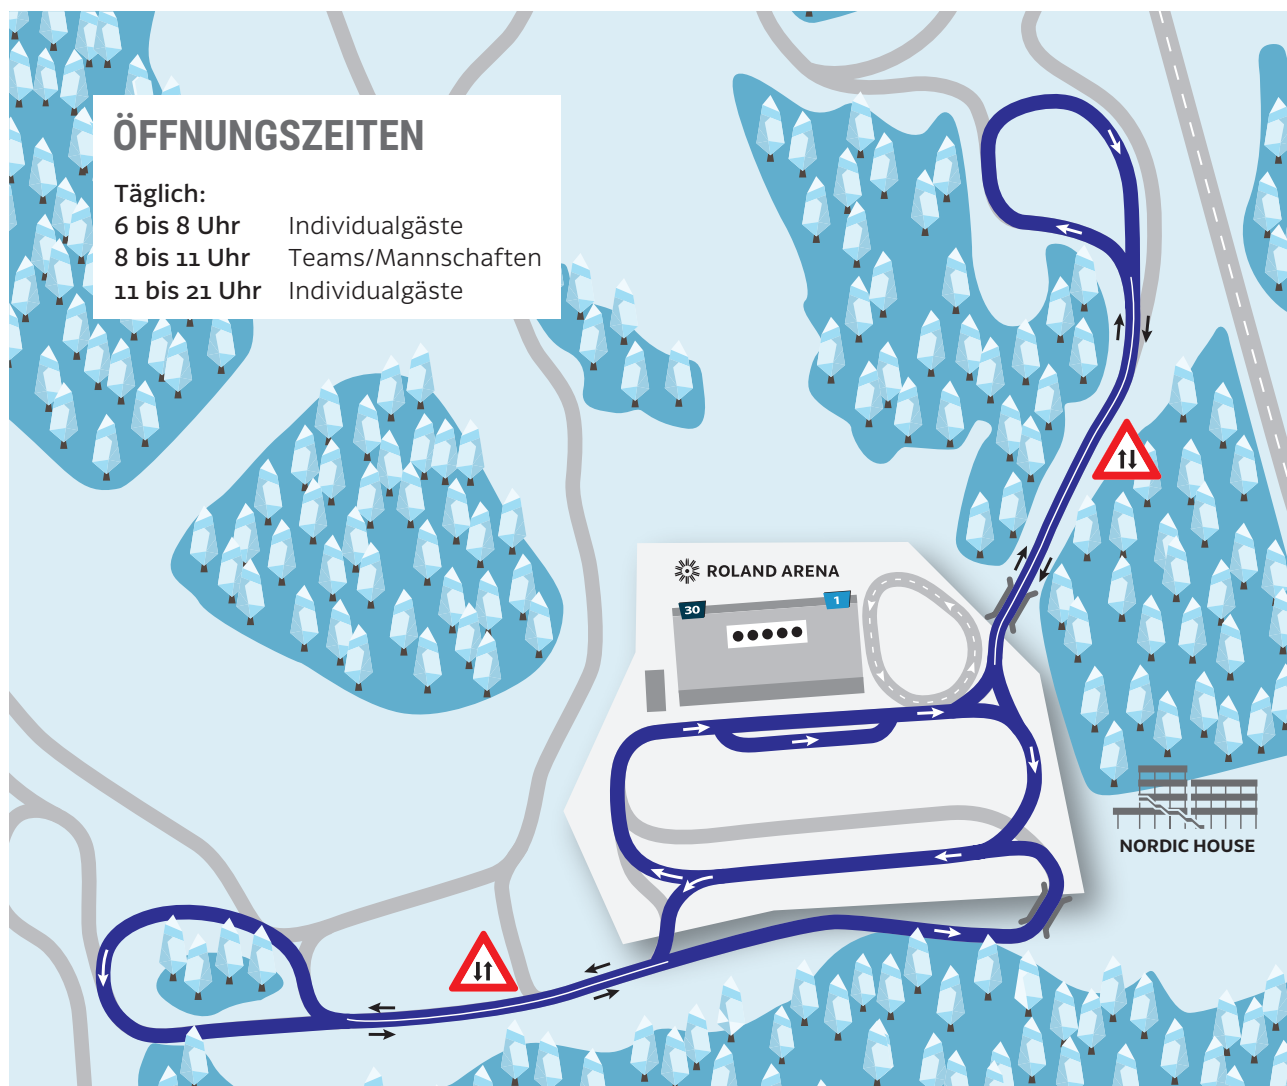 ÖFFNUNGSZEITEN
Täglich:
6 bis 8 Uhr Individualgäste
8 bis 11 Uhr Teams/Mannschaften
11 bis 21 Uhr Individualgäste
ROLAND ARENA
30
1
NORDIC HOUSE